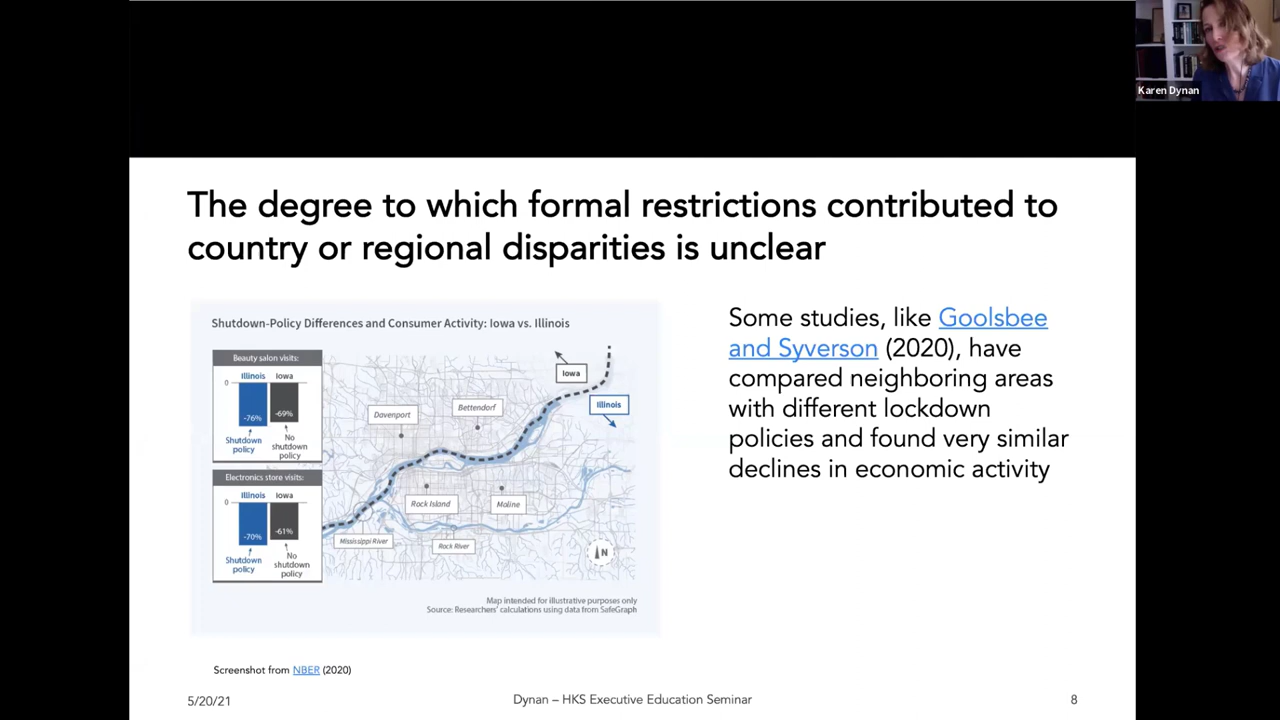 Karen Dynan
The degree to which formal restrictions contributed to
country or regional disparities is unclear
Shutdown-Policy Differences and Consumer Activity: Iowa vs. Illinois
Beauty salon visits:
Illinois Iowa
0
-76%
-69%
Shutdown
policy
No
shutdown
policy
Electronics store visits:
Illinois Iowa
0
-70%
-61%
Shutdown
policy
No
shutdown
policy
Iowa
Illinois
Davenport
Bettendorf
Rock Island
Moline
Mississippi River
Rock River
N
Map intended for illustrative purposes only
Source: Researchers' calculations using data from SafeGraph
Some studies, like Goolsbee
and Syverson (2020), have
compared neighboring areas
with different lockdown
policies and found very similar
declines in economic activity
Screenshot from NBER (2020)
5/20/21
Dynan – HKS Executive Education Seminar
8